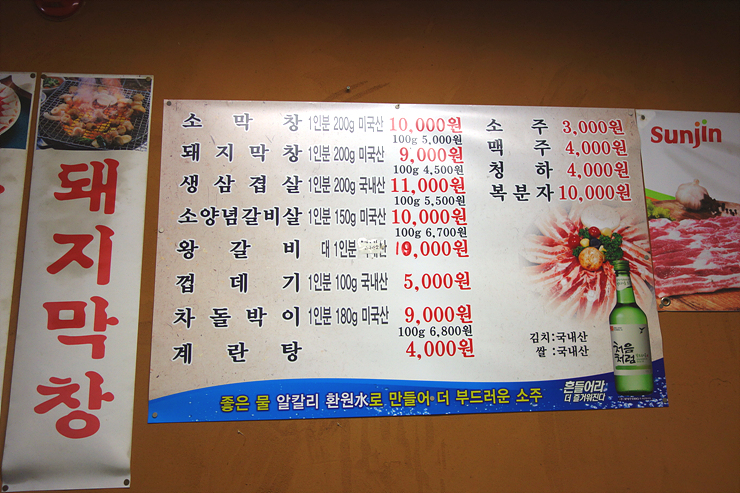 돼지막창
소막창 1인분 200g 미국산 10,000원
100g 5,000원
돼지막창 1인분 200g 미국산 9,000원
100g 4,500원
생삼겹살 1인분 200g 국내산 11,000원
100g 5,500원
소양념갈비살 1인분 150g 미국산 10,000원
100g 6,700원
왕갈비 대 1인분
껍데기 1인분 100g 국내산 5,000원
차돌박이 1인분 180g 미국산 9,000원
100g 6,800원
계란탕 4,000원
소주 3,000원
맥주 4,000원
청하 4,000원
복분자 10,000원
김치:국내산
쌀:국내산
처음처럼
좋은 물 알칼리 환원水로 만들어 더 부드러운 소주
흔들어라
더 즐거워진다
Sunjin